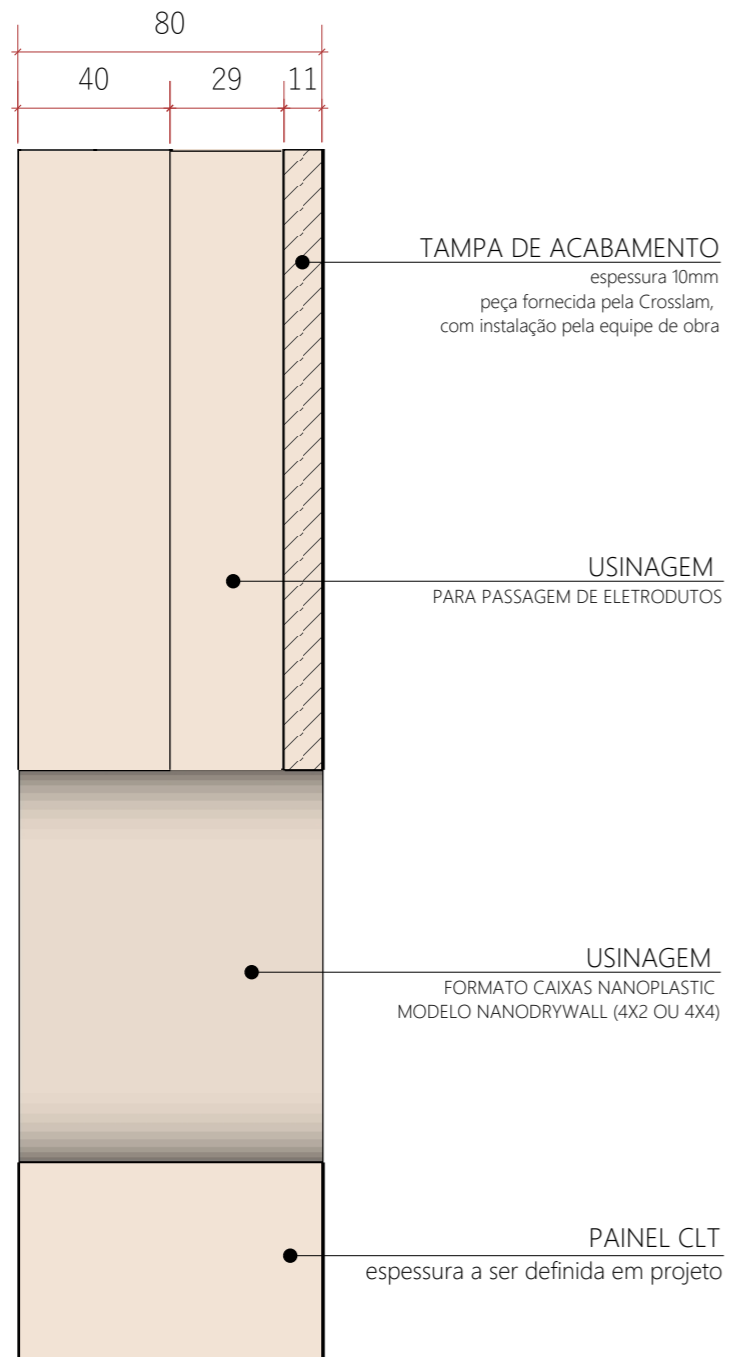 80
40 29 11
TAMPA DE ACABAMENTO
espessura 10mm
peça fornecida pela Crosslam,
com instalação pela equipe de obra
USINAGEM
PARA PASSAGEM DE ELETRODUTOS
USINAGEM
FORMATO CAIXAS NANOPLASTIC
MODELO NANODRYWALL (4X2 OU 4X4)
PAINEL CLT
espessura a ser definida em projeto